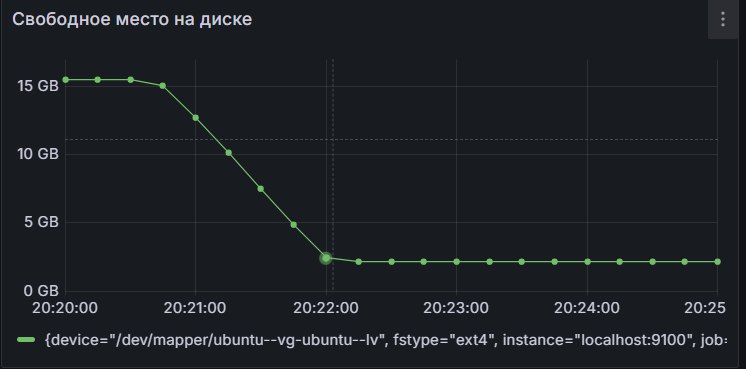 Свободное место на диске
15 GB
10 GB
5 GB
0 GB
20:20:00 20:21:00 20:22:00 20:23:00 20:24:00 20:25
{device="/dev/mapper/ubuntu--vg-ubuntu--lv", fstype="ext4", instance="localhost:9100", job=